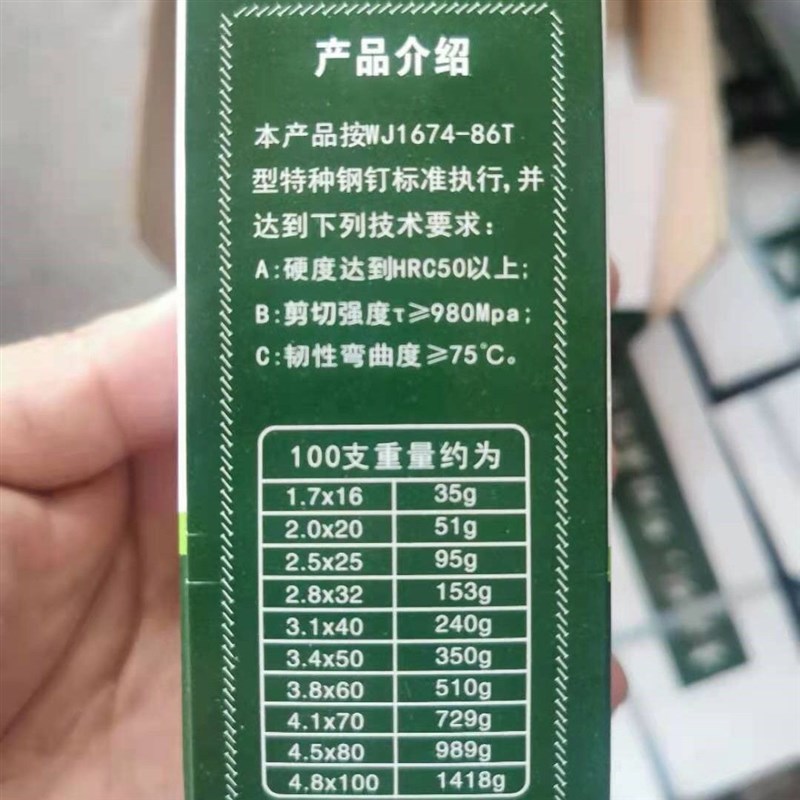 产品介绍
本产品按WJ1674-86T
型特种钢钉标准执行,并
达到下列技术要求:
A:硬度达到HRC50以上;
B:剪切强度τ≥980Mpa;
C:韧性弯曲度≥75℃。
100支重量约为
1.7x16 35g
2.0x20 51g
2.5x25 95g
2.8x32 153g
3.1x40 240g
3.4x50 350g
3.8x60 510g
4.1x70 729g
4.5x80 989g
4.8x100 1418g